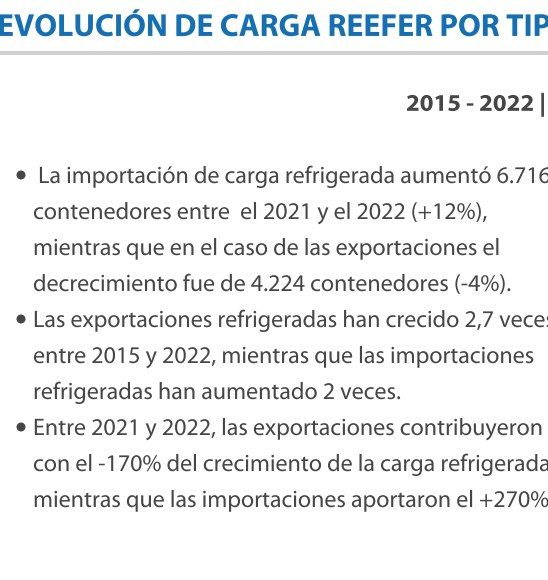 EVOLUCIÓN DE CARGA REEFER POR TIP
2015 - 2022 |
• La importación de carga refrigerada aumentó 6.716
contenedores entre el 2021 y el 2022 (+12%),
mientras que en el caso de las exportaciones el
decrecimiento fue de 4.224 contenedores (-4%).
• Las exportaciones refrigeradas han crecido 2,7 veces
entre 2015 y 2022, mientras que las importaciones
refrigeradas han aumentado 2 veces.
• Entre 2021 y 2022, las exportaciones contribuyeron
con el -170% del crecimiento de la carga refrigerada
mientras que las importaciones aportaron el +270%